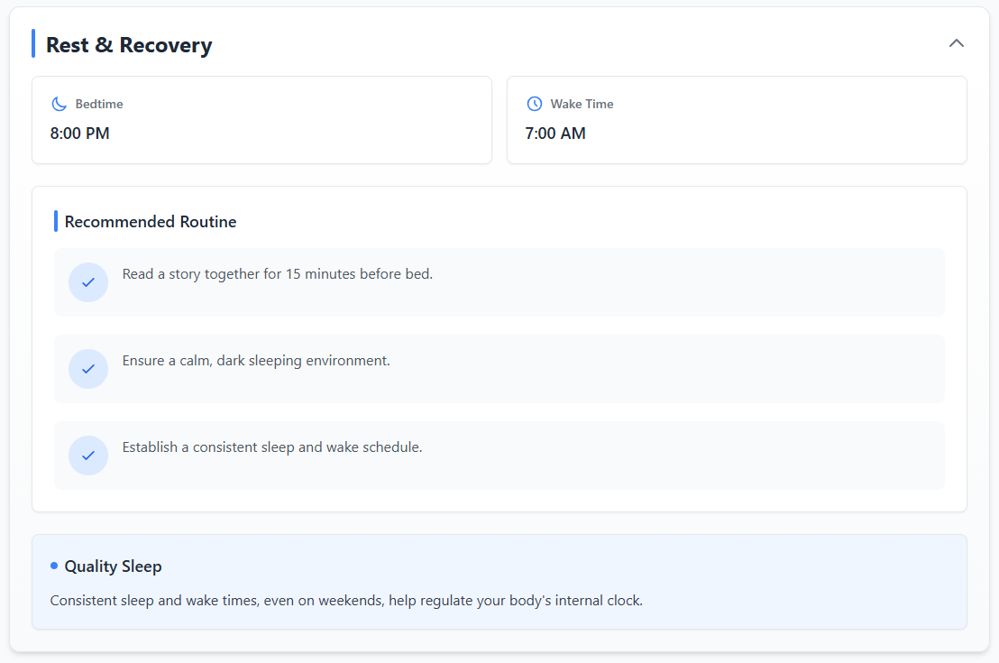 Rest & Recovery
Bedtime
8:00 PM
Wake Time
7:00 AM
Recommended Routine
Read a story together for 15 minutes before bed.
Ensure a calm, dark sleeping environment.
Establish a consistent sleep and wake schedule.
Quality Sleep
Consistent sleep and wake times, even on weekends, help regulate your body's internal clock.